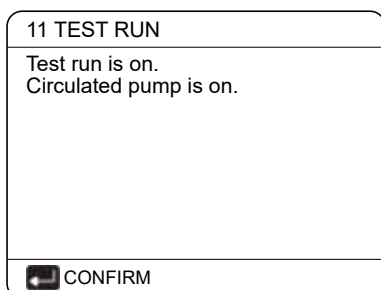 11 TEST RUN
Test run is on.
Circulated pump is on.
CONFIRM